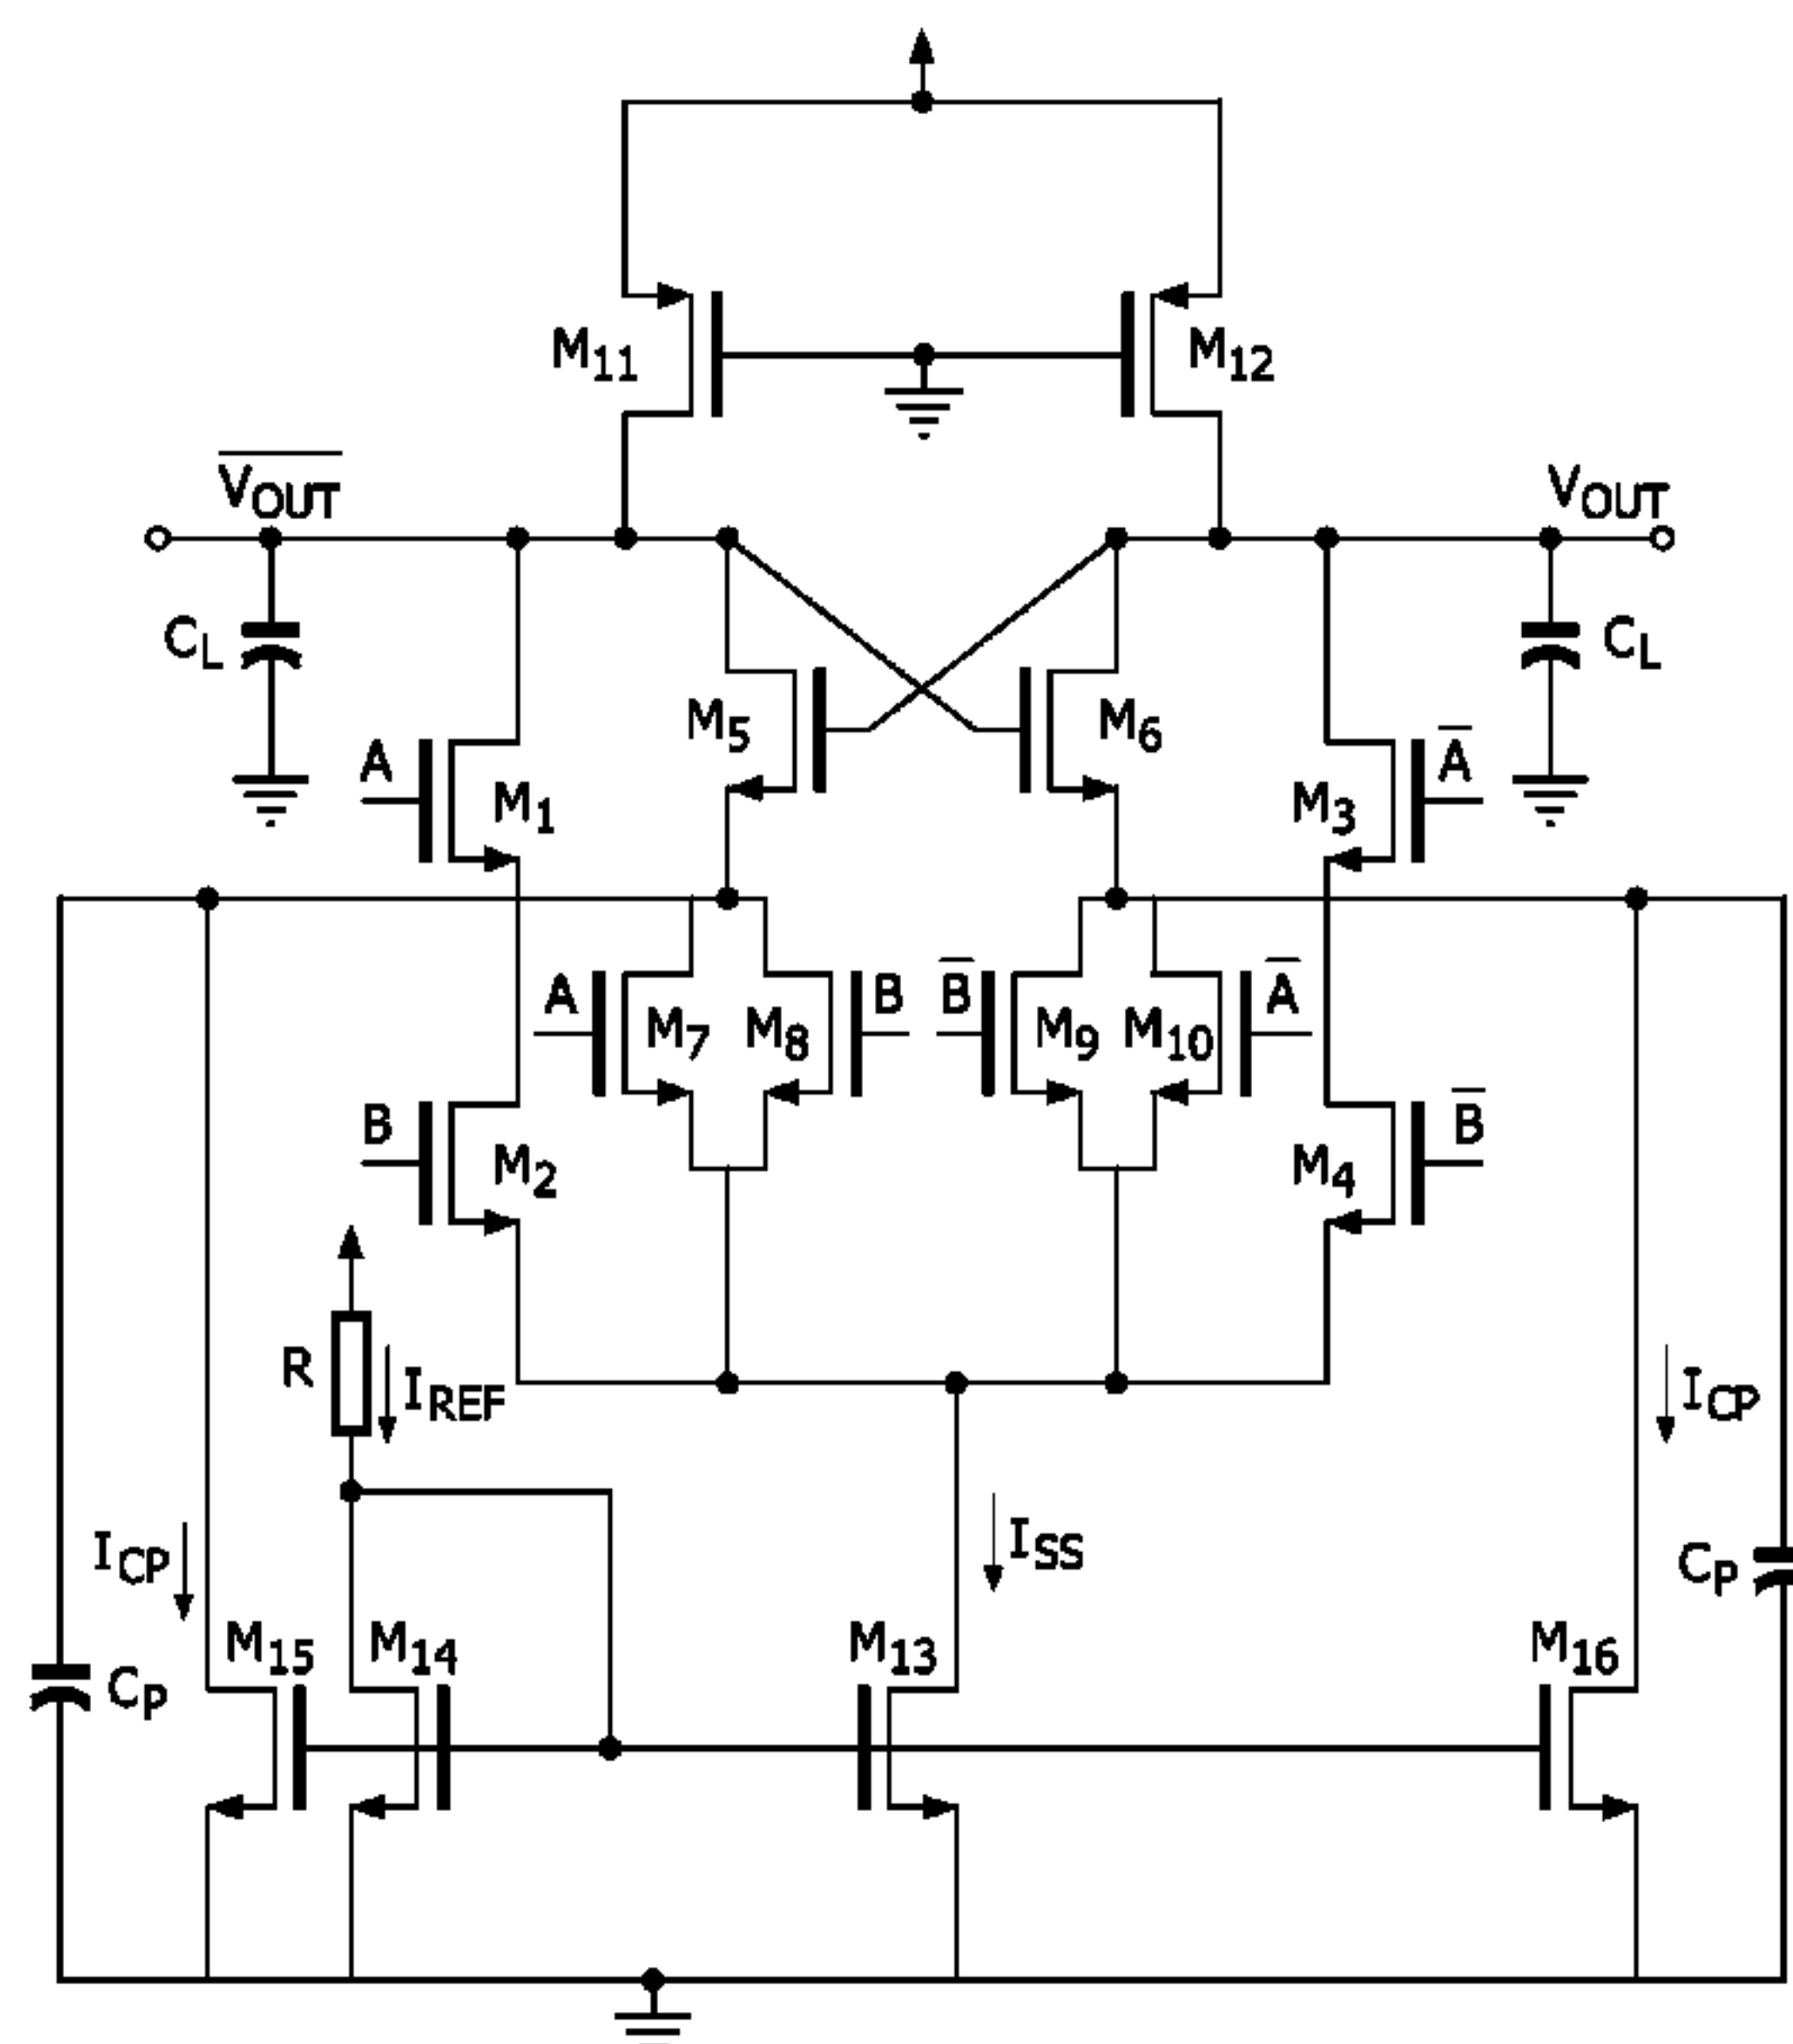 M11 M12
V̅O̅U̅T̅ VOUT
CL CL
M5 M6
A M1 M3 A̅
A M7 M8 B B̅ M9 M10 A̅
B M2 M4 B̅
R IREF ICP
ICP ISS
CP
M15 M14 M13 M16
CP